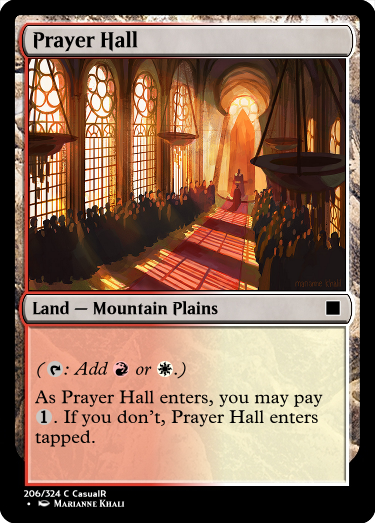 Prayer Hall
Land — Mountain Plains
( : Add or .)
As Prayer Hall enters, you may pay
1. If you don't, Prayer Hall enters
tapped.
206/324 C CasualR
• Marianne Khali